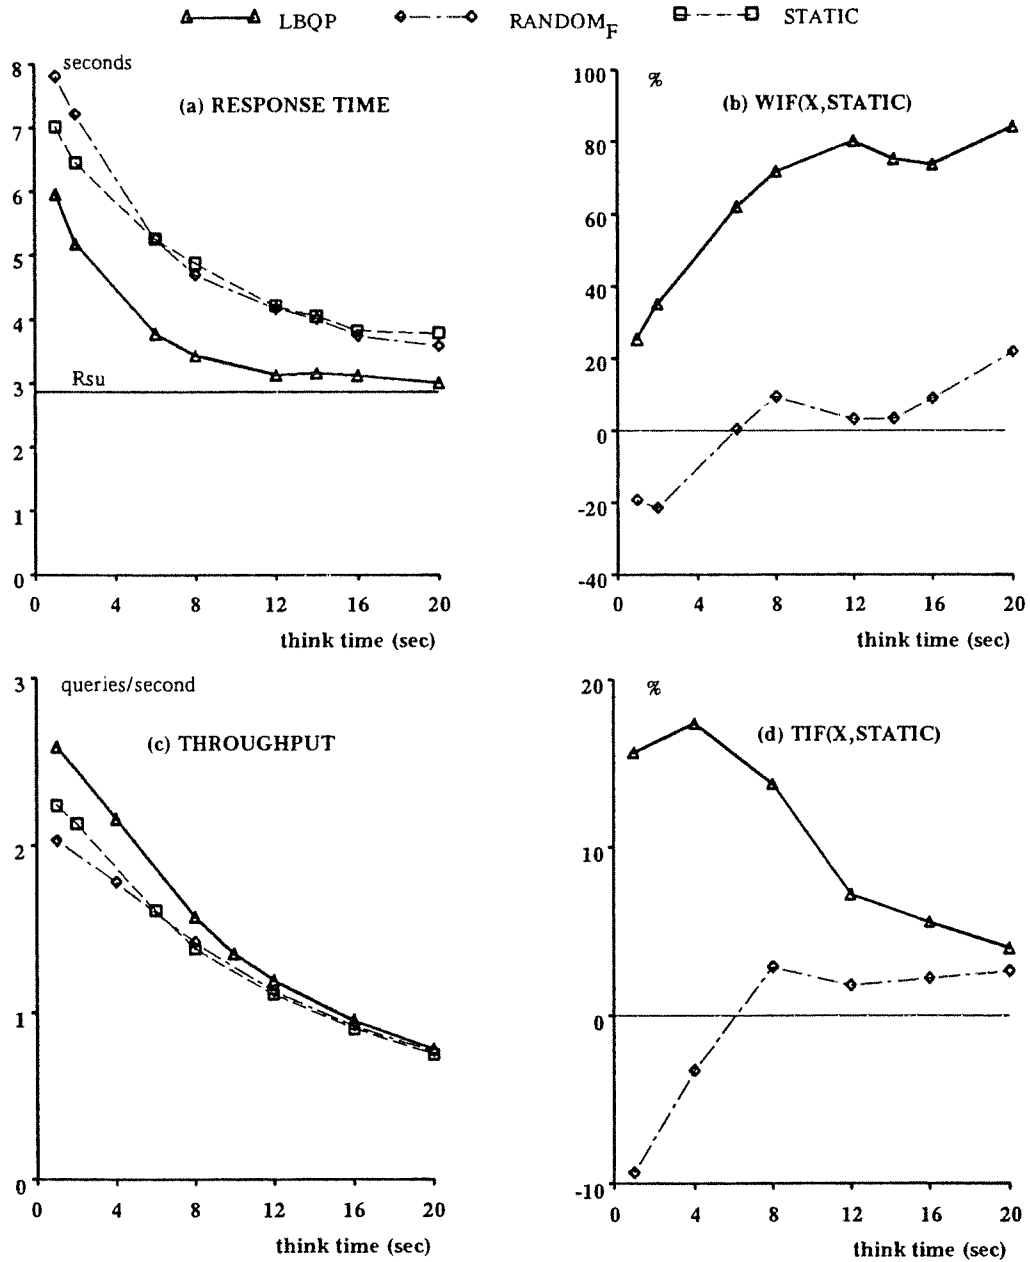 LBQP RANDOM_F STATIC
seconds
(a) RESPONSE TIME
8
7
6
5
4
3
2
1
0
Rsu
0 4 8 12 16 20
think time (sec)
%
(b) WIF(X,STATIC)
100
80
60
40
20
0
-20
-40
0 4 8 12 16 20
think time (sec)
queries/second
(c) THROUGHPUT
3
2
1
0
0 4 8 12 16 20
think time (sec)
%
(d) TIF(X,STATIC)
20
10
0
-10
0 4 8 12 16 20
think time (sec)